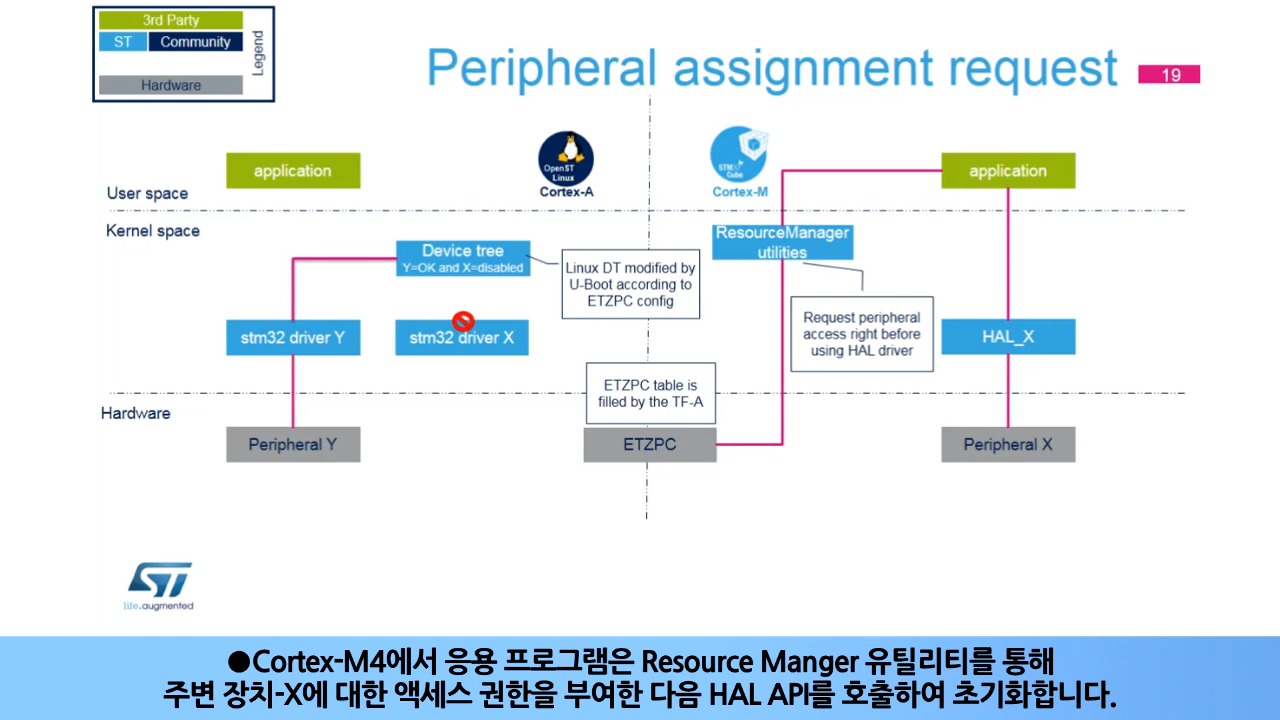 3rd Party
ST
Community
Hardware
Legend
Peripheral assignment request
19
application
OpenST
Linux
Cortex-A
STM32
Cube
Cortex-M
application
User space
Kernel space
Device tree
Y=OK and X=disabled
Linux DT modified by
U-Boot according to
ETZPC config
ResourceManager
utilities
Request peripheral
access right before
using HAL driver
stm32 driver Y
stm32 driver X
HAL_X
ETZPC table is
filled by the TF-A
Hardware
Peripheral Y
ETZPC
Peripheral X
ST
life.augmented
●Cortex-M4에서 응용 프로그램은 Resource Manger 유틸리티를 통해
주변 장치-X에 대한 액세스 권한을 부여한 다음 HAL API를 호출하여 초기화합니다.